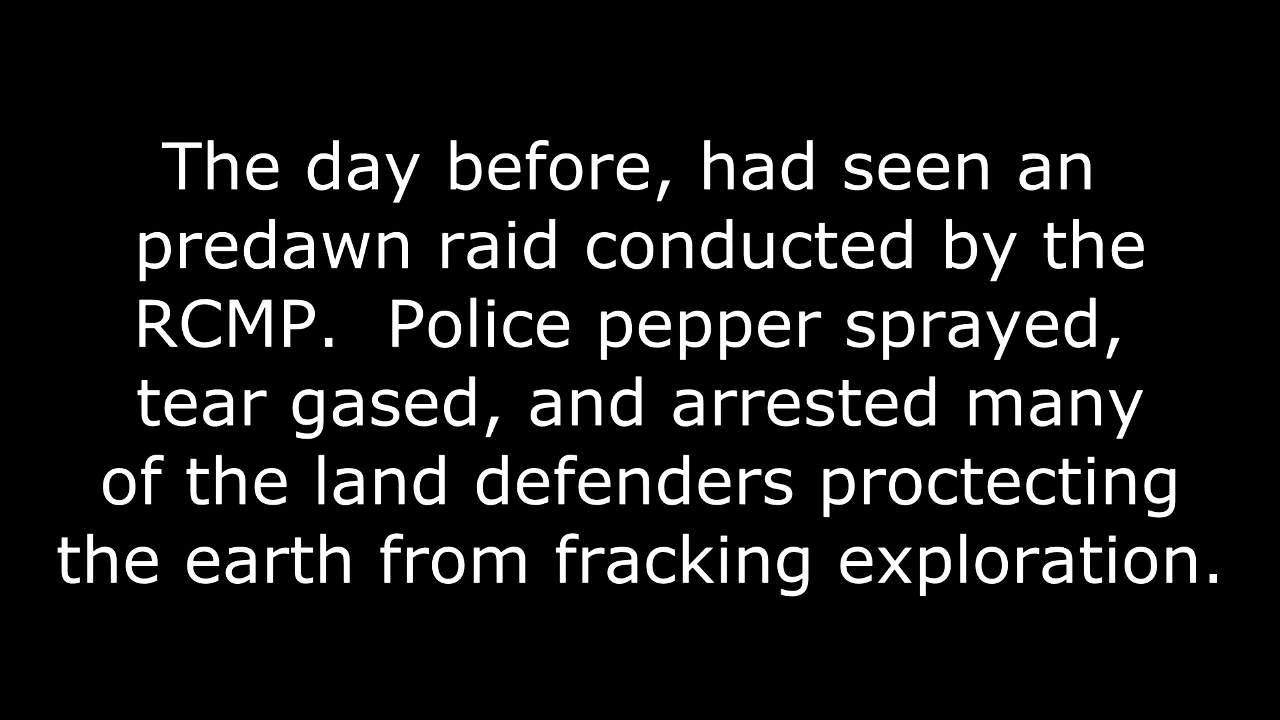 The day before, had seen an
predawn raid conducted by the
RCMP.  Police pepper sprayed,
tear gased, and arrested many
of the land defenders proctecting
the earth from fracking exploration.